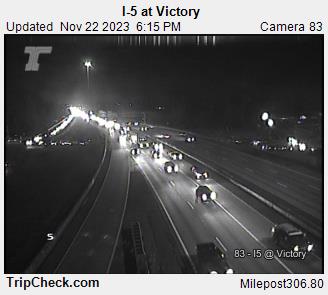 I-5 at Victory
Updated Nov 22 2023 6:15 PM Camera 83
T
S
83 - I5 @ Victory
TripCheck.com Milepost306.80